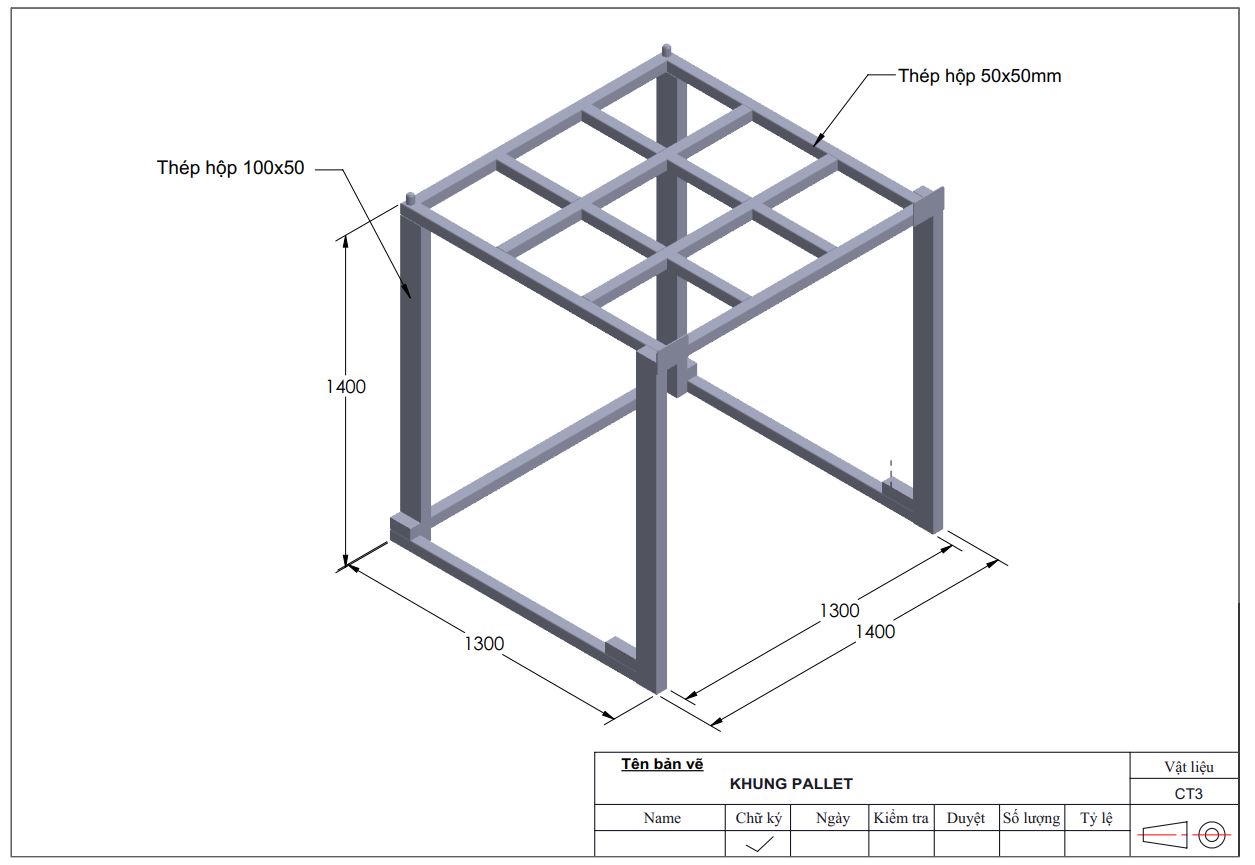 Thép hộp 50x50mm
Thép hộp 100x50
1400
1300
1300
1400
Tên bản vẽ
KHUNG PALLET
Vật liệu
CT3
Name Chữ ký Ngày Kiểm tra Duyệt Số lượng Tỷ lệ